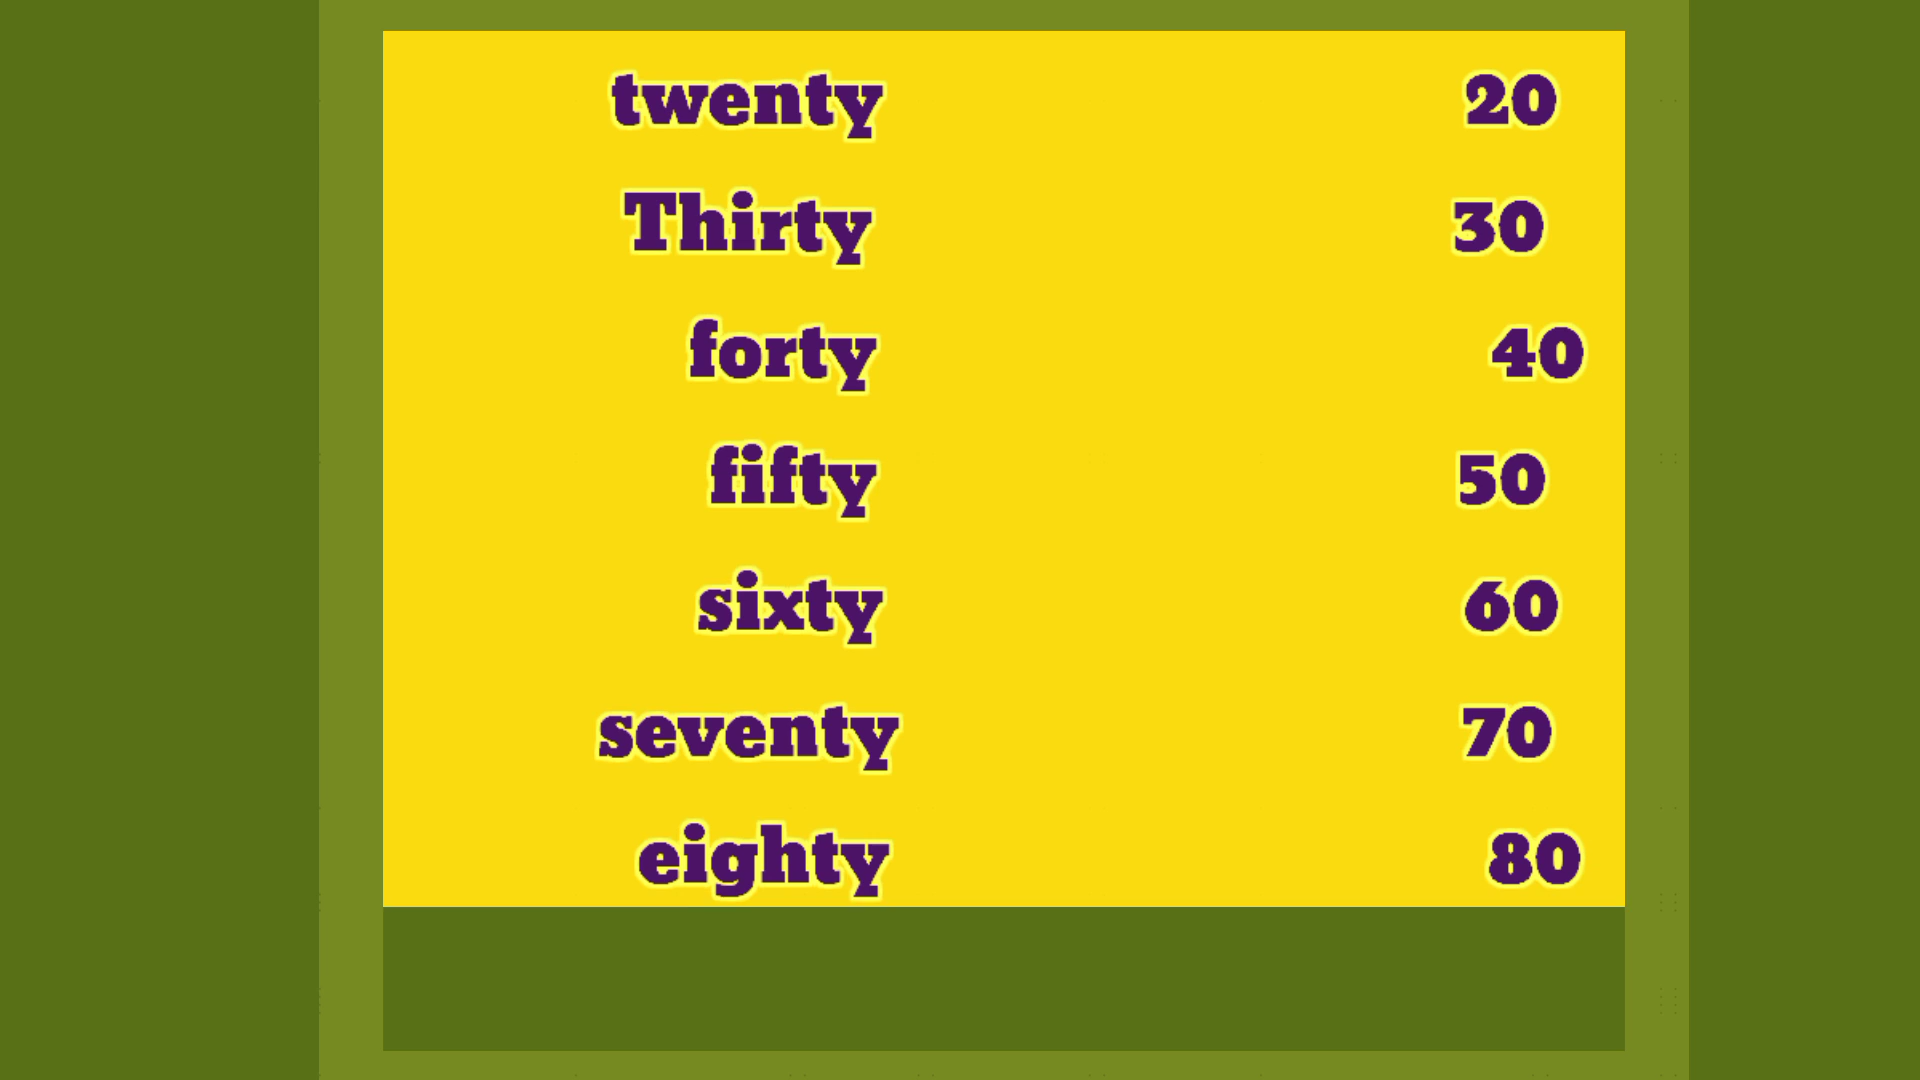 twenty 20
Thirty 30
forty 40
fifty 50
sixty 60
seventy 70
eighty 80